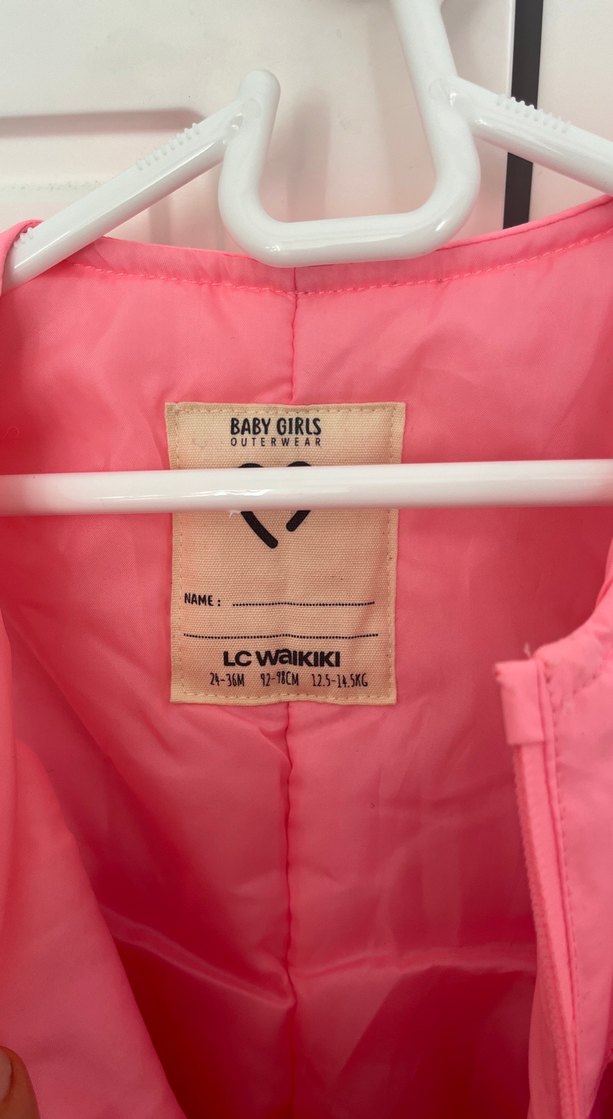 BABY GIRLS
OUTERWEAR
NAME :
LC WAIKIKI
24-36M 92-98CM 12.5-14.5KG